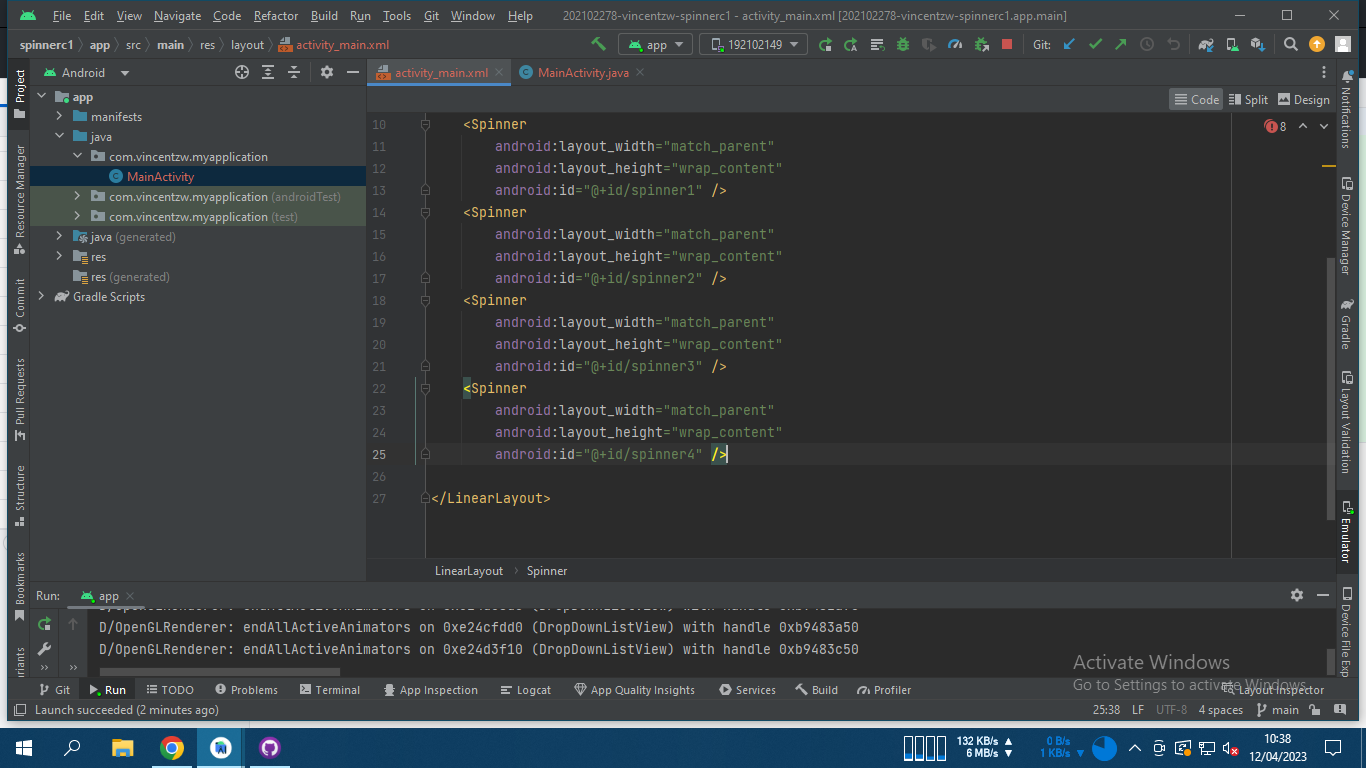 File Edit View Navigate Code Refactor Build Run Tools Git Window Help 202102278-vincentzw-spinnerc1 - activity_main.xml [202102278-vincentzw-spinnerc1.app.main]
spinnerc1 app src main res layout activity_main.xml app 192102149 Git:
Android activity_main.xml MainActivity.java
Code Split Design
Project
Resource Manager
Commit
Pull Requests
Structure
Bookmarks
app
manifests
java
com.vincentzw.myapplication
MainActivity
com.vincentzw.myapplication (androidTest)
com.vincentzw.myapplication (test)
java (generated)
res
res (generated)
Gradle Scripts
8
10 <Spinner
11 android:layout_width="match_parent"
12 android:layout_height="wrap_content"
13 android:id="@+id/spinner1" />
14 <Spinner
15 android:layout_width="match_parent"
16 android:layout_height="wrap_content"
17 android:id="@+id/spinner2" />
18 <Spinner
19 android:layout_width="match_parent"
20 android:layout_height="wrap_content"
21 android:id="@+id/spinner3" />
22 <Spinner
23 android:layout_width="match_parent"
24 android:layout_height="wrap_content"
25 android:id="@+id/spinner4" />
26
27 </LinearLayout>
LinearLayout Spinner
Notifications
Device Manager
Gradle
Layout Validation
Emulator
Device File Exp
Run: app
D/OpenGLRenderer: endAllActiveAnimators on 0xe24cfdd0 (DropDownListView) with handle 0xb9483a50
D/OpenGLRenderer: endAllActiveAnimators on 0xe24d3f10 (DropDownListView) with handle 0xb9483c50
Activate Windows
Go to Settings to activate Windows.
Git Run TODO Problems Terminal App Inspection Logcat App Quality Insights Services Build Profiler Layout Inspector
Launch succeeded (2 minutes ago) 25:38 LF UTF-8 4 spaces main
132 KB/s 0 B/s 10:38
6 MB/s 1 KB/s 12/04/2023